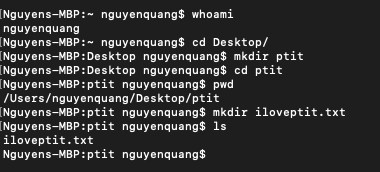 [Nguyens-MBP:~ nguyenquang$ whoami
nguyenquang
[Nguyens-MBP:~ nguyenquang$ cd Desktop/
[Nguyens-MBP:Desktop nguyenquang$ mkdir ptit
[Nguyens-MBP:Desktop nguyenquang$ cd ptit
[Nguyens-MBP:ptit nguyenquang$ pwd
/Users/nguyenquang/Desktop/ptit
[Nguyens-MBP:ptit nguyenquang$ mkdir iloveptit.txt
[Nguyens-MBP:ptit nguyenquang$ ls
iloveptit.txt
Nguyens-MBP:ptit nguyenquang$